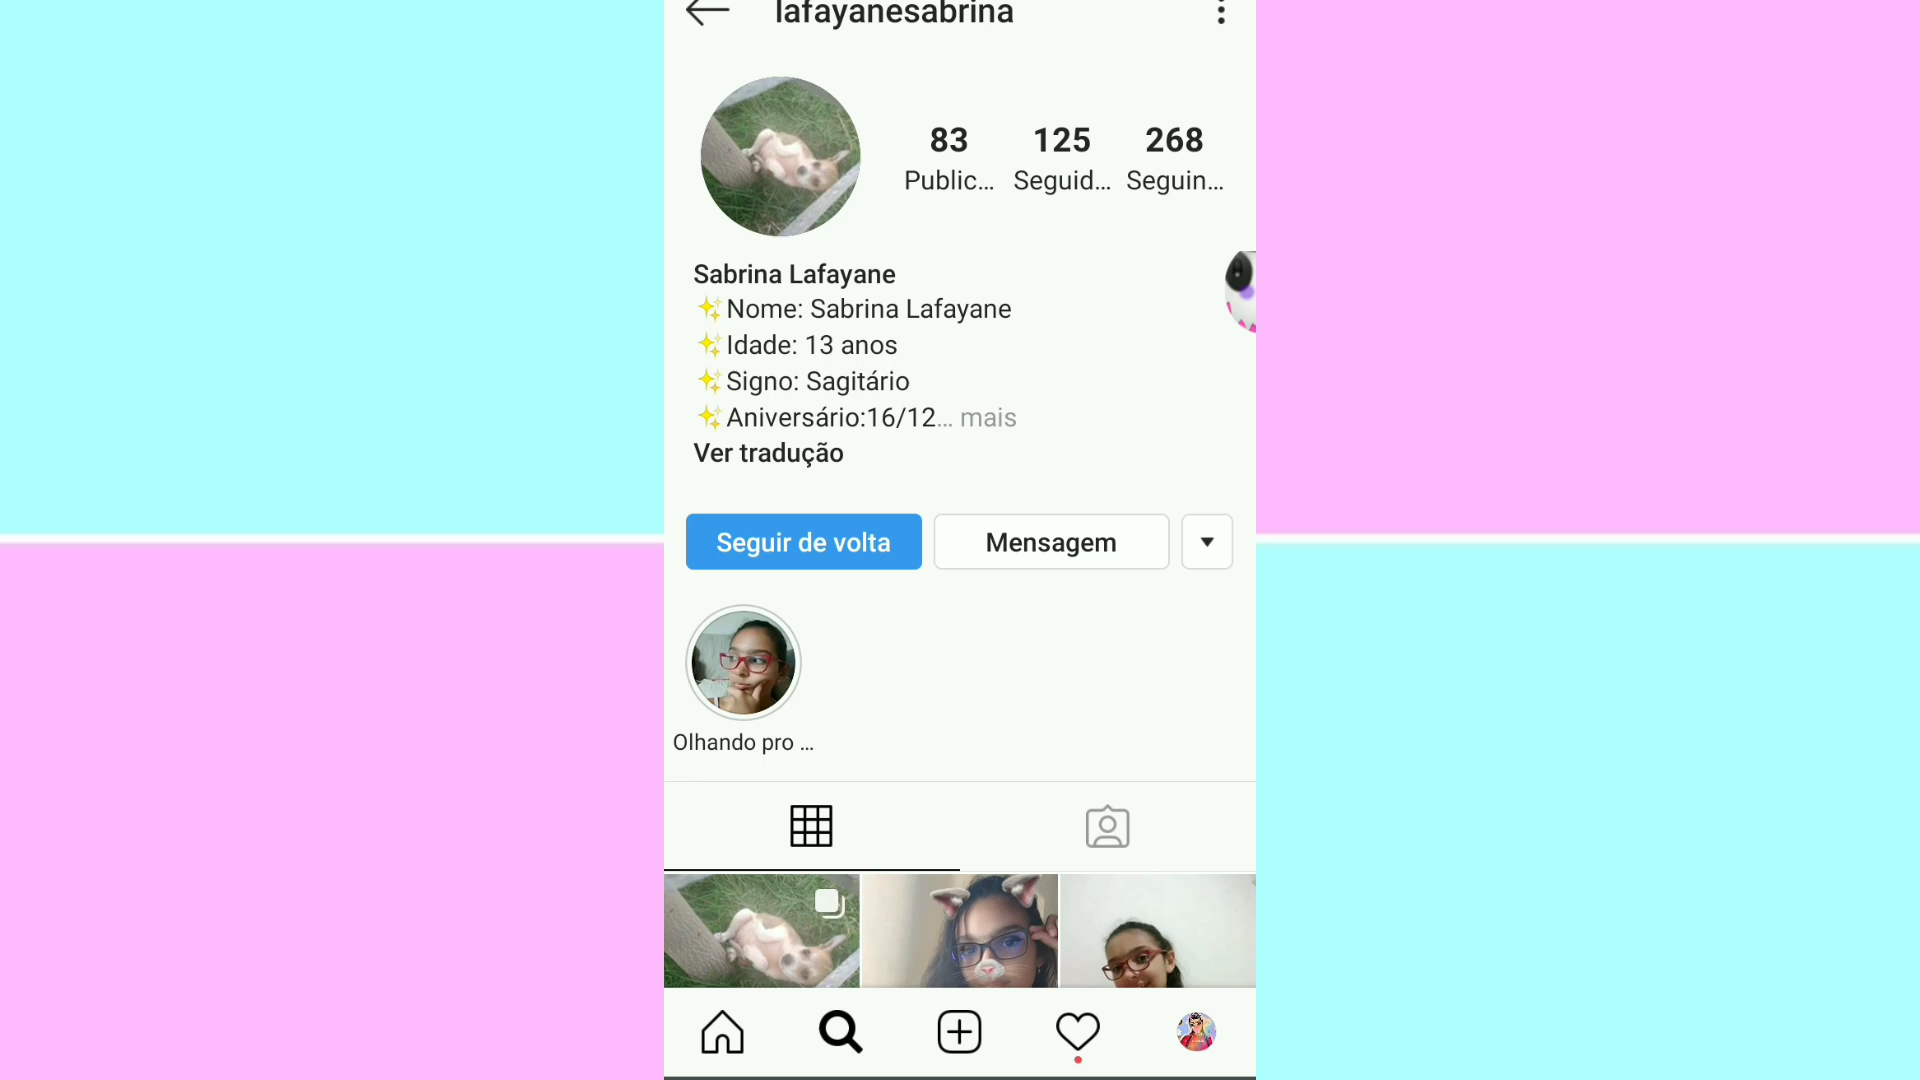 lafayanesabrina
83 125 268
Public... Seguid... Seguin...
Sabrina Lafayane
✨Nome: Sabrina Lafayane
✨Idade: 13 anos
✨Signo: Sagitário
✨Aniversário:16/12... mais
Ver tradução
Seguir de volta Mensagem
Olhando pro ...